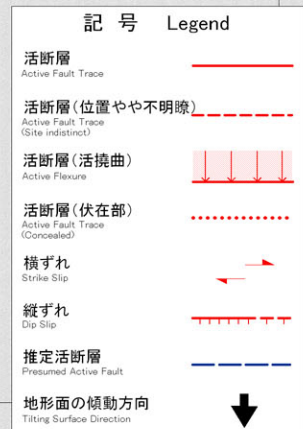 記 号 Legend
活断層
Active Fault Trace
活断層(位置やや不明瞭)
Active Fault Trace
(Site indistinct)
活断層(活撓曲)
Active Flexure
活断層(伏在部)
Active Fault Trace
(Concealed)
横ずれ
Strike Slip
縦ずれ
Dip Slip
推定活断層
Presumed Active Fault
地形面の傾動方向
Tilting Surface Direction